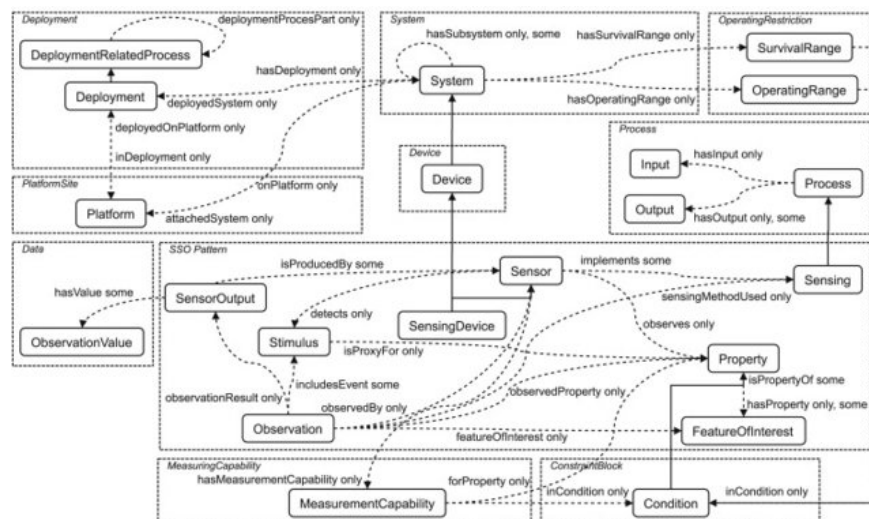 Deployment
deploymentProcesPart only
DeploymentRelatedProcess
Deployment
hasDeployment only
deployedSystem only
deployedOnPlatform only
inDeployment only
System
hasSubsystem only, some
System
hasSurvivalRange only
hasOperatingRange only
OperatingRestriction
SurvivalRange
OperatingRange
PlatformSite
Platform
onPlatform only
attachedSystem only
Device
Device
Process
Input
hasInput only
Process
Output
hasOutput only, some
Data
hasValue some
ObservationValue
SSO Pattern
isProducedBy some
SensorOutput
Sensor
implements some
Sensing
detects only
SensingDevice
sensingMethodUsed only
observes only
Stimulus
isProxyFor only
Property
includesEvent some
observedProperty only
isPropertyOf some
observationResult only
observedBy only
hasProperty only, some
Observation
featureOfInterest only
FeatureOfInterest
MeasuringCapability
hasMeasurementCapability only
forProperty only
MeasurementCapability
inCondition only
ConstraintBlock
Condition
inCondition only